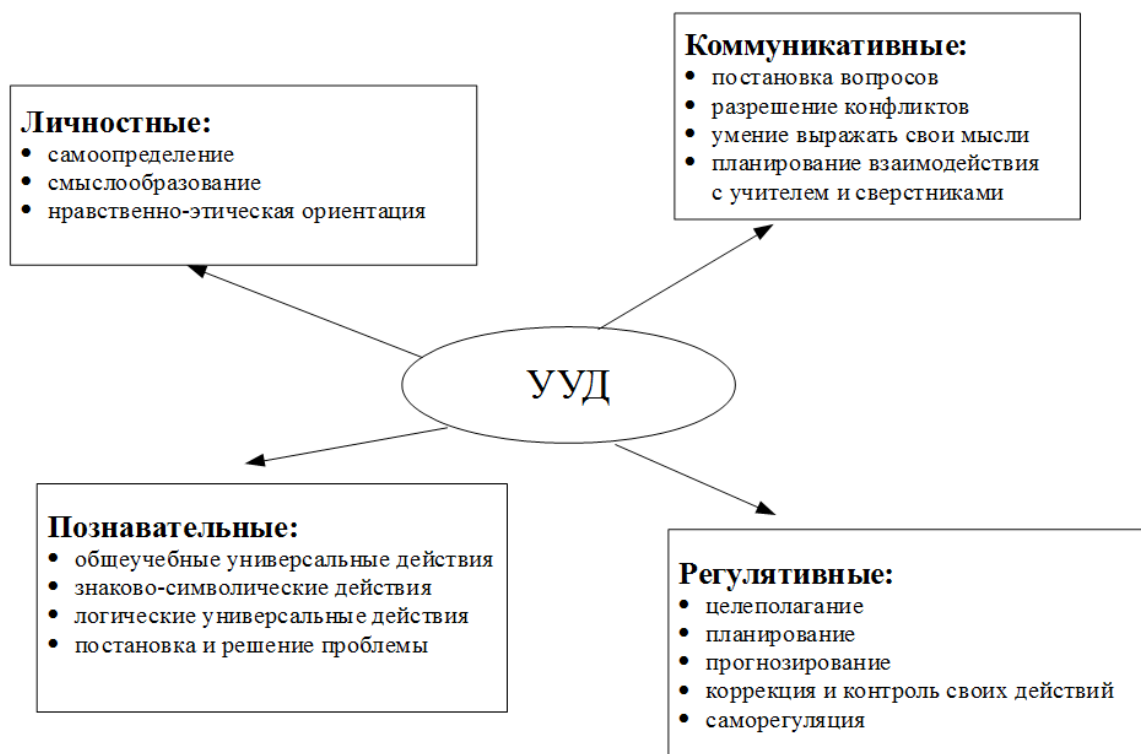 Личностные:
• самоопределение
• смыслообразование
• нравственно-этическая ориентация
Коммуникативные:
• постановка вопросов
• разрешение конфликтов
• умение выражать свои мысли
• планирование взаимодействия
с учителем и сверстниками
УУД
Познавательные:
• общеучебные универсальные действия
• знаково-символические действия
• логические универсальные действия
• постановка и решение проблемы
Регулятивные:
• целеполагание
• планирование
• прогнозирование
• коррекция и контроль своих действий
• саморегуляция